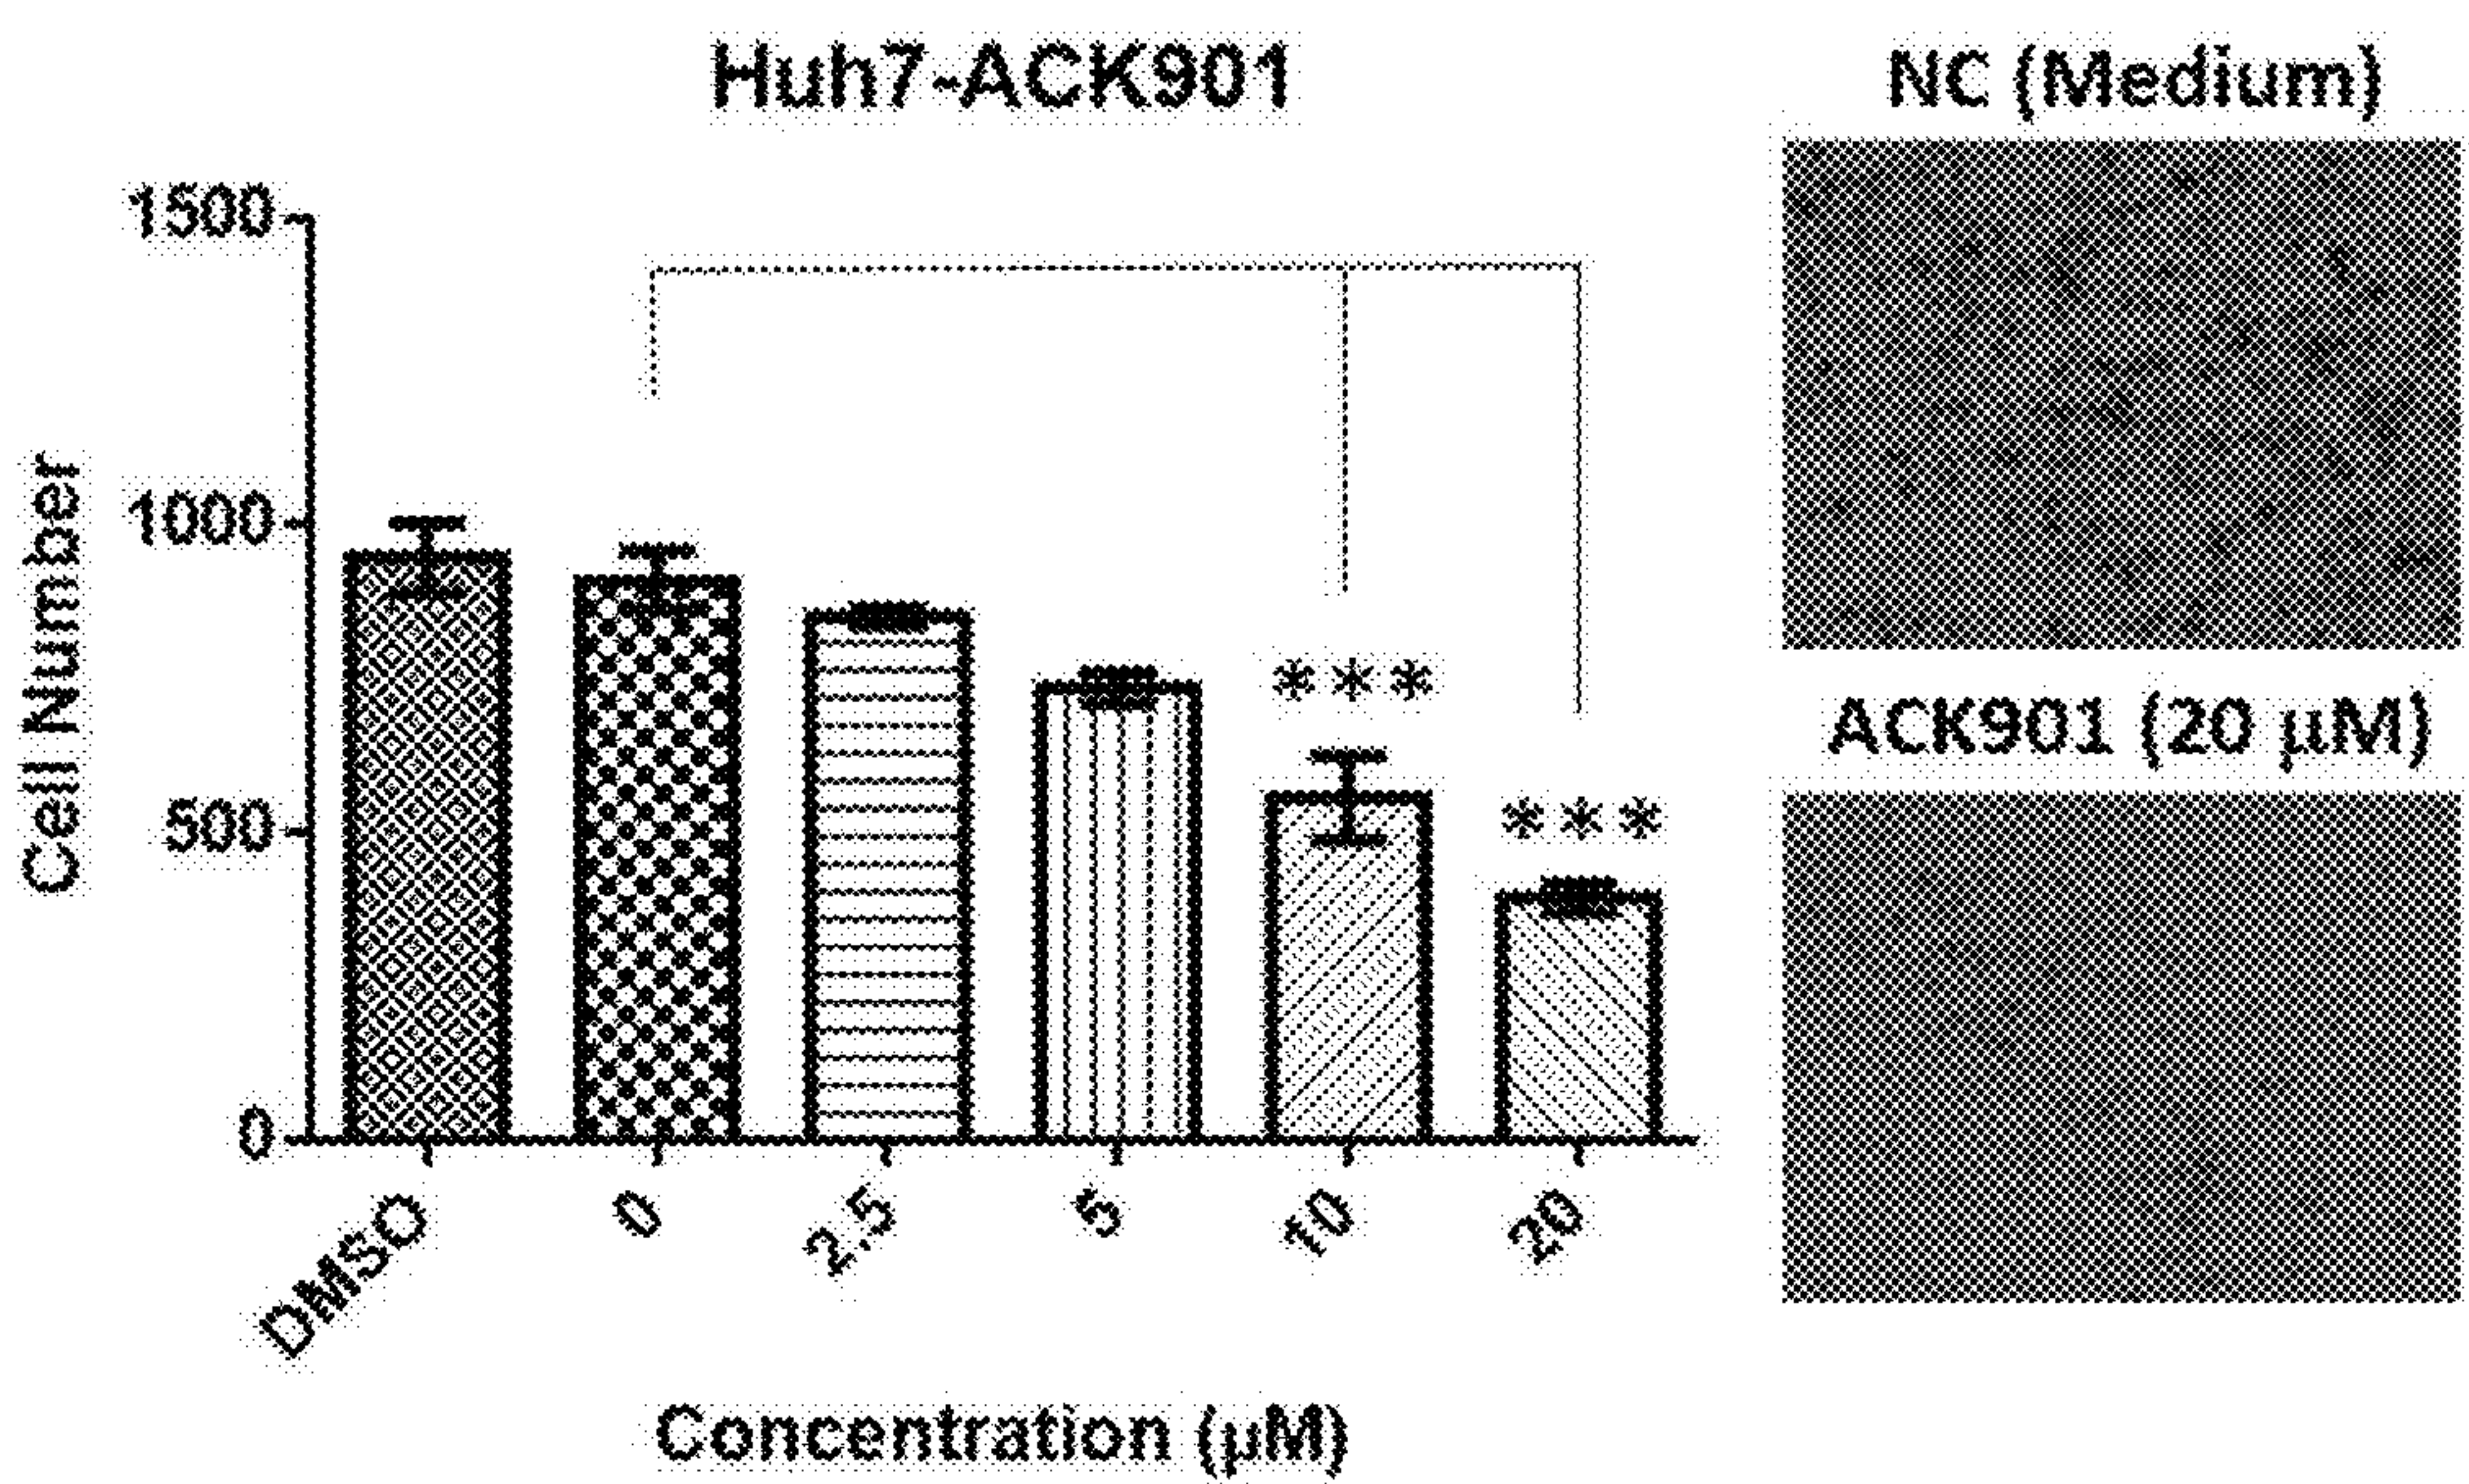 Huh7-ACK901
NC (Medium)
1500
1000
500
0
Cell Number
***
***
ACK901 (20 µM)
DMSO
0
2.5
5
10
20
Concentration (µM)